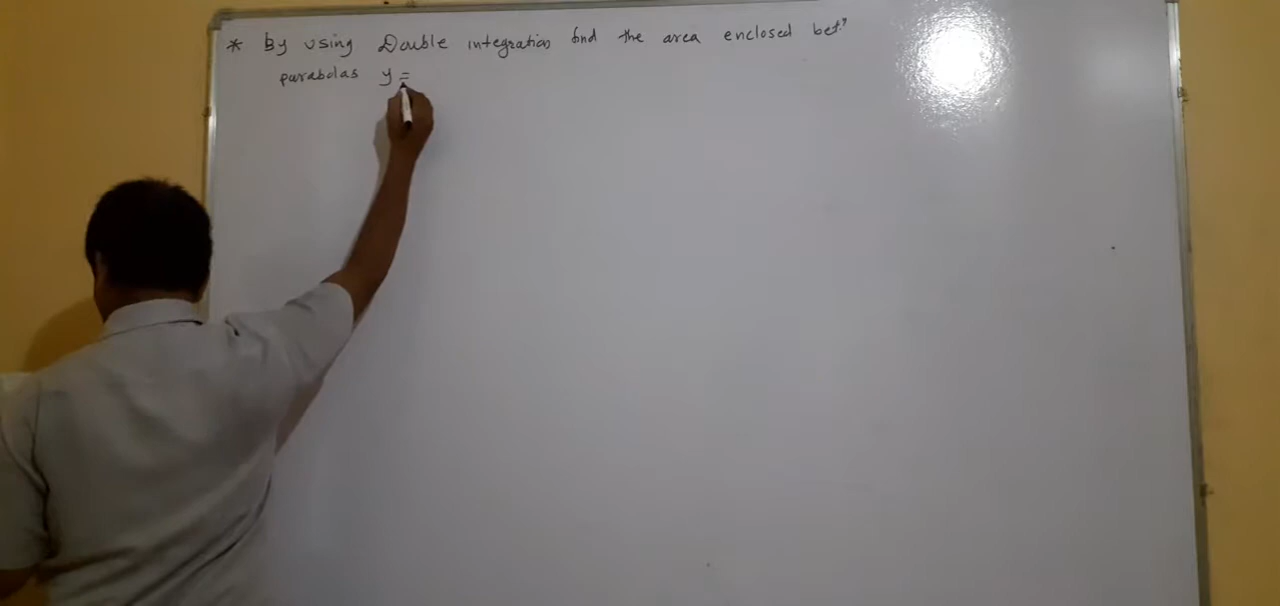 * By using Double integration find the area enclosed betⁿ
parabolas y =